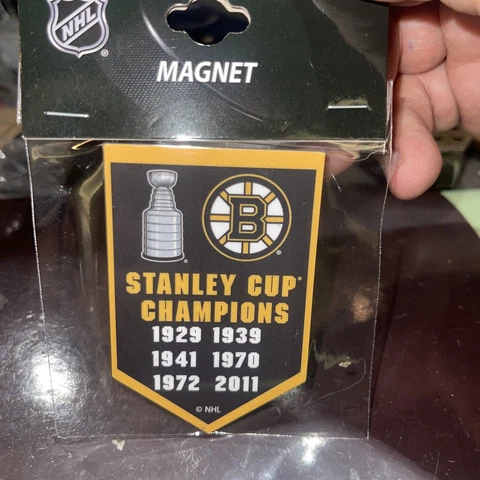 NHL
MAGNET
B
STANLEY CUP
CHAMPIONS
1929 1939
1941 1970
1972 2011
© NHL